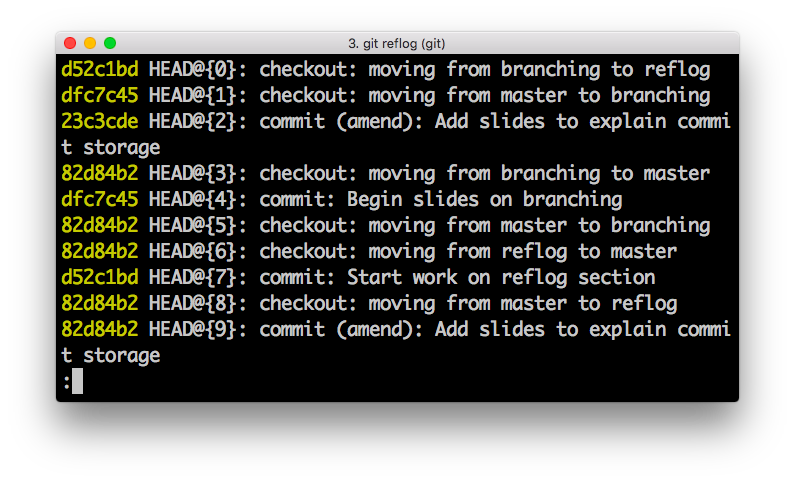 3. git reflog (git)
d52c1bd HEAD@{0}: checkout: moving from branching to reflog
dfc7c45 HEAD@{1}: checkout: moving from master to branching
23c3cde HEAD@{2}: commit (amend): Add slides to explain commi
t storage
82d84b2 HEAD@{3}: checkout: moving from branching to master
dfc7c45 HEAD@{4}: commit: Begin slides on branching
82d84b2 HEAD@{5}: checkout: moving from master to branching
82d84b2 HEAD@{6}: checkout: moving from reflog to master
d52c1bd HEAD@{7}: commit: Start work on reflog section
82d84b2 HEAD@{8}: checkout: moving from master to reflog
82d84b2 HEAD@{9}: commit (amend): Add slides to explain commi
t storage
: